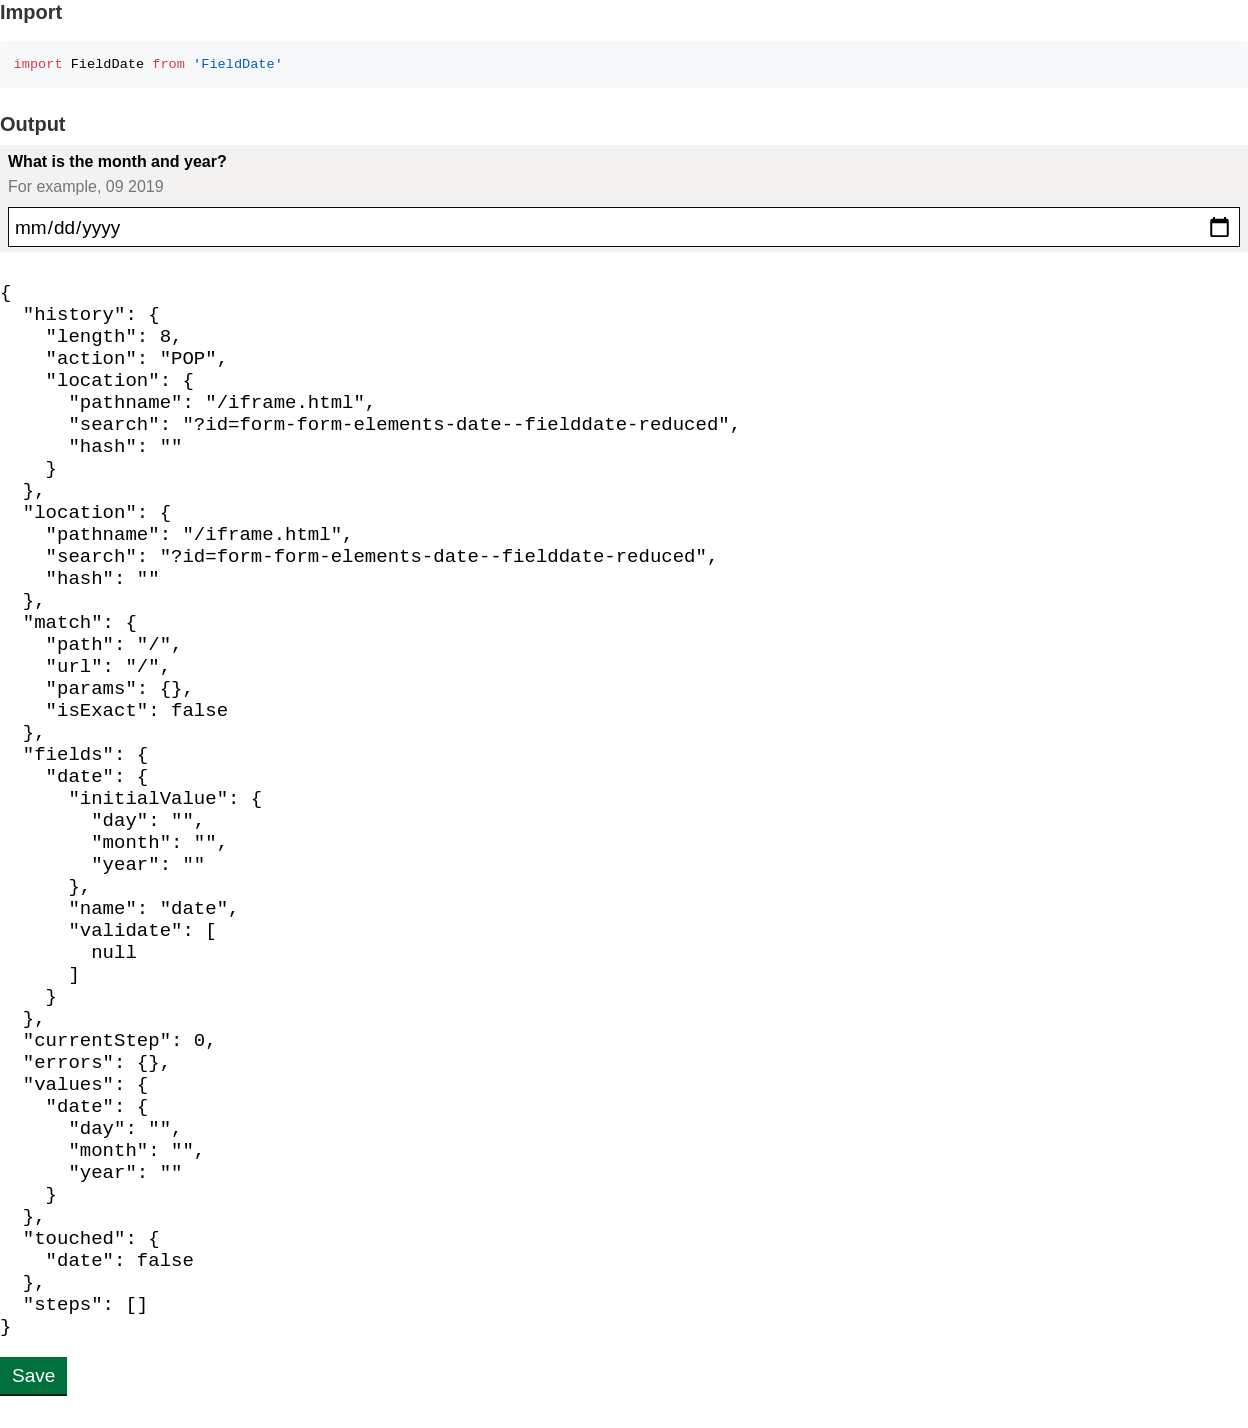 Import
import FieldDate from 'FieldDate'
Output
What is the month and year?
For example, 09 2019
mm/dd/yyyy
{
  "history": {
    "length": 8,
    "action": "POP",
    "location": {
      "pathname": "/iframe.html",
      "search": "?id=form-form-elements-date--fielddate-reduced",
      "hash": ""
    }
  },
  "location": {
    "pathname": "/iframe.html",
    "search": "?id=form-form-elements-date--fielddate-reduced",
    "hash": ""
  },
  "match": {
    "path": "/",
    "url": "/",
    "params": {},
    "isExact": false
  },
  "fields": {
    "date": {
      "initialValue": {
        "day": "",
        "month": "",
        "year": ""
      },
      "name": "date",
      "validate": [
        null
      ]
    }
  },
  "currentStep": 0,
  "errors": {},
  "values": {
    "date": {
      "day": "",
      "month": "",
      "year": ""
    }
  },
  "touched": {
    "date": false
  },
  "steps": []
}
Save